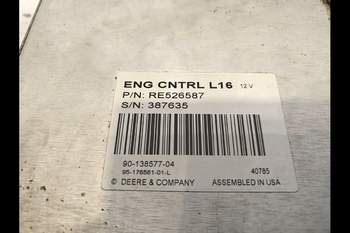 ENG CNTRL L16 12 V
P/N: RE526587
S/N: 387635
90-138577-04
95-176561-01-L 40785
© DEERE & COMPANY ASSEMBLED IN USA